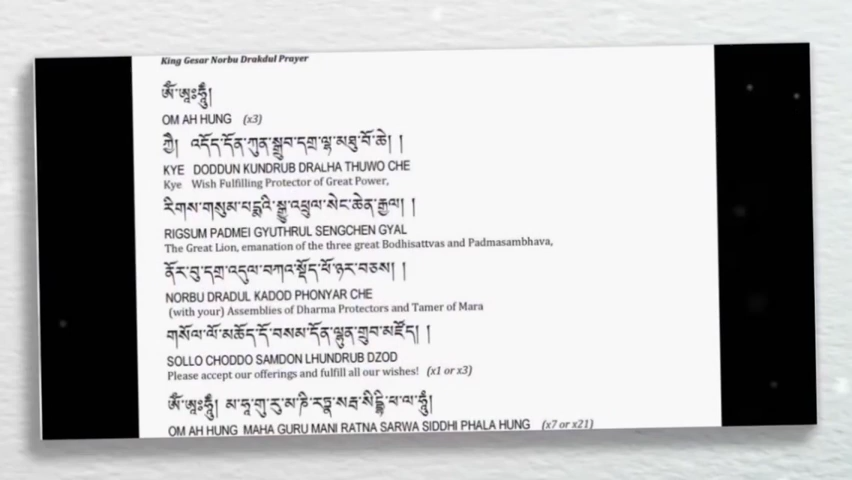 King Gesar Norbu Drakdul Prayer
ༀ་ཨཱཿཧཱུྃ།
OM AH HUNG (x3)
ཀྱཻ། འདོད་དོན་ཀུན་སྒྲུབ་དགྲ་ལྷ་མཐུ་བོ་ཆེ། །
KYE DODDUN KUNDRUB DRALHA THUWO CHE
Kye Wish Fulfilling Protector of Great Power,
རིགས་གསུམ་པདྨའི་སྒྱུ་འཕྲུལ་སེང་ཆེན་རྒྱལ། །
RIGSUM PADMEI GYUTHRUL SENGCHEN GYAL
The Great Lion, emanation of the three great Bodhisattvas and Padmasambhava,
ནོར་བུ་དགྲ་འདུལ་བཀའ་སྡོད་ཕོ་ཉར་བཅས། །
NORBU DRADUL KADOD PHONYAR CHE
(with your) Assemblies of Dharma Protectors and Tamer of Mara
གསོལ་ལོ་མཆོད་དོ་བསམ་དོན་ལྷུན་གྲུབ་མཛོད། །
SOLLO CHODDO SAMDON LHUNDRUB DZOD
Please accept our offerings and fulfill all our wishes! (x1 or x3)
ༀ་ཨཱཿཧཱུྃ། མ་ཧཱ་གུ་རུ་མ་ཎི་རཏྣ་སརྦ་སིདྡྷི་ཕ་ལ་ཧཱུྃ།
OM AH HUNG MAHA GURU MANI RATNA SARWA SIDDHI PHALA HUNG (x7 or x21)